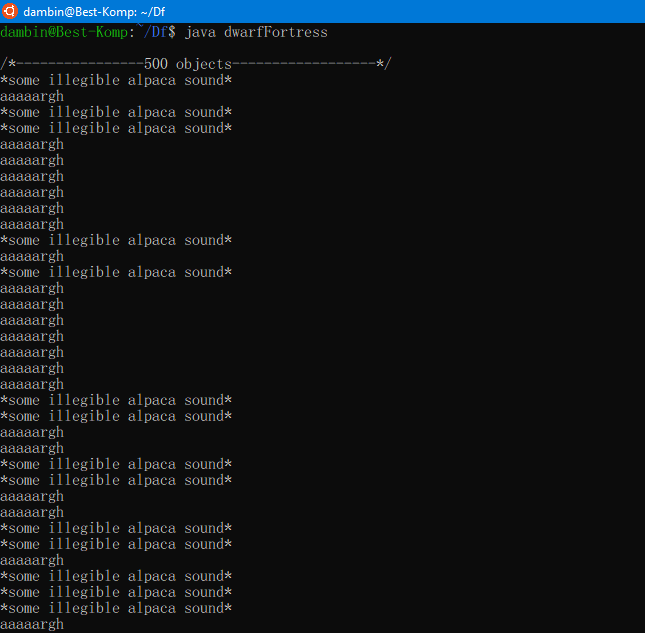 dambin@Best-Komp: ~/Df
dambin@Best-Komp:~/Df$ java dwarfFortress
/*----------------500 objects------------------*/
*some illegible alpaca sound*
aaaaargh
*some illegible alpaca sound*
*some illegible alpaca sound*
aaaaargh
aaaaargh
aaaaargh
aaaaargh
aaaaargh
aaaaargh
*some illegible alpaca sound*
aaaaargh
*some illegible alpaca sound*
aaaaargh
aaaaargh
aaaaargh
aaaaargh
aaaaargh
aaaaargh
aaaaargh
*some illegible alpaca sound*
*some illegible alpaca sound*
aaaaargh
aaaaargh
*some illegible alpaca sound*
*some illegible alpaca sound*
aaaaargh
aaaaargh
*some illegible alpaca sound*
*some illegible alpaca sound*
aaaaargh
*some illegible alpaca sound*
*some illegible alpaca sound*
*some illegible alpaca sound*
aaaaargh